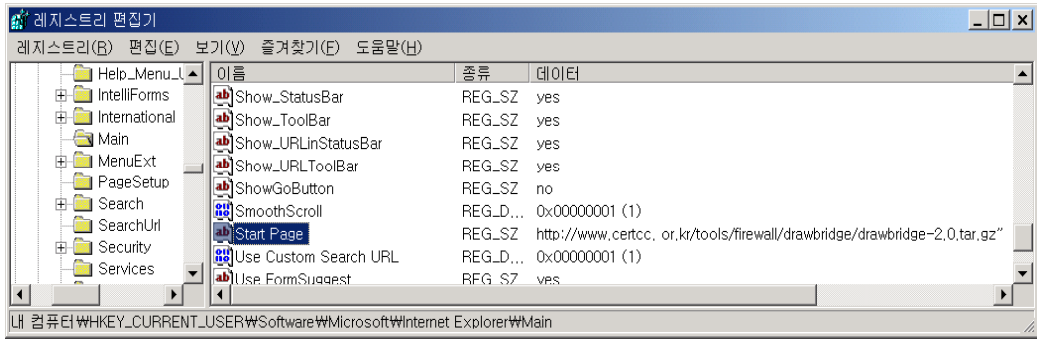 레지스트리 편집기
레지스트리(R) 편집(E) 보기(V) 즐겨찾기(F) 도움말(H)
Help_Menu_U
IntelliForms
International
Main
MenuExt
PageSetup
Search
SearchUrl
Security
Services
이름 종류 데이터
Show_StatusBar REG_SZ yes
Show_ToolBar REG_SZ yes
Show_URLinStatusBar REG_SZ yes
Show_URLToolBar REG_SZ yes
ShowGoButton REG_SZ no
SmoothScroll REG_D... 0x00000001 (1)
Start Page REG_SZ http://www.certcc. or.kr/tools/firewall/drawbridge/drawbridge-2.0.tar.gz"
Use Custom Search URL REG_D... 0x00000001 (1)
Use FormSuggest REG_SZ yes
내 컴퓨터₩HKEY_CURRENT_USER₩Software₩Microsoft₩Internet Explorer₩Main